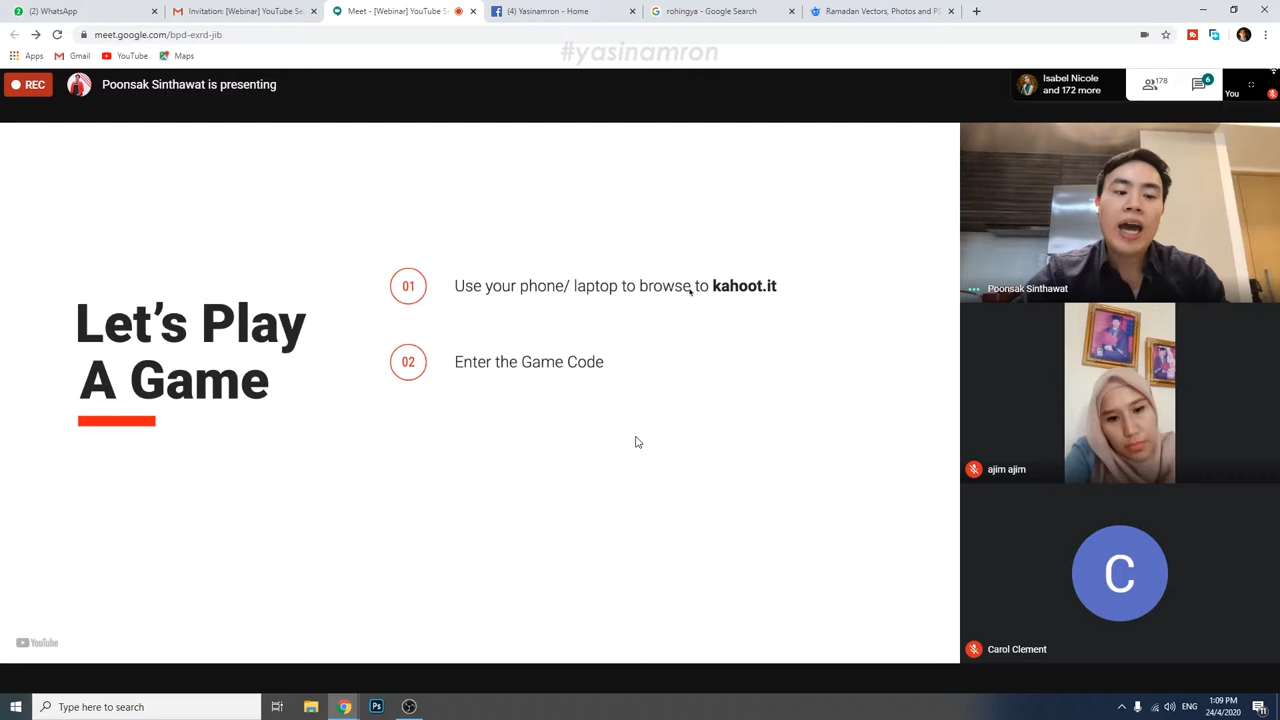 (2) WhatsApp
Invitation: [Webinar] YouTube Se
Meet - [Webinar] YouTube S
(4) Yasinamron - Home
rohingya - Google Search
Ramadan Vectors, Photos and PS
meet.google.com/bpd-exrd-jib
Apps
Gmail
YouTube
Maps
#yasinamron
REC
Poonsak Sinthawat is presenting
Isabel Nicole
and 172 more
178
6
You
Let's Play
A Game
01
Use your phone/ laptop to browse to kahoot.it
02
Enter the Game Code
YouTube
Poonsak Sinthawat
ajim ajim
C
Carol Clement
Type here to search
Ps
ENG
1:09 PM
24/4/2020
11